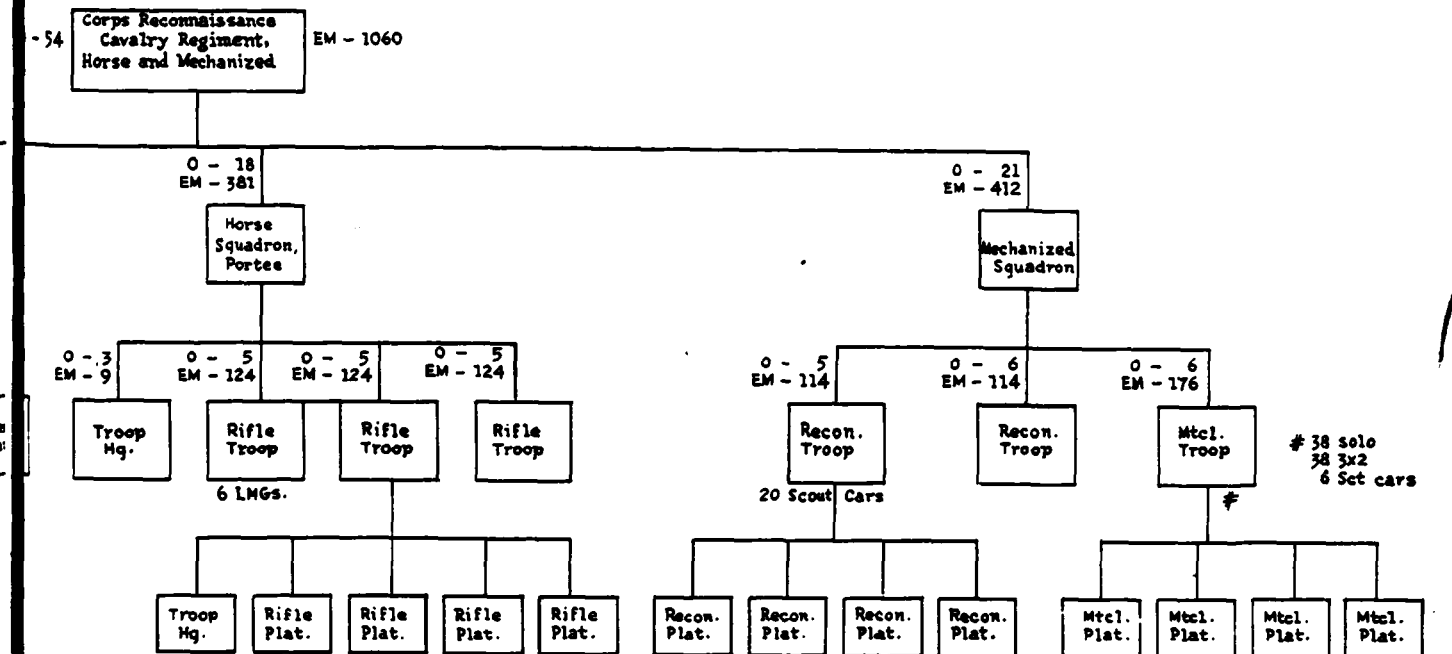 Corps Reconnaissance
Cavalry Regiment,
Horse and Mechanized
- 54
EM - 1060
O - 18
EM - 381
O - 21
EM - 412
Horse
Squadron,
Portee
Mechanized
Squadron
O - 3
EM - 9
O - 5
EM - 124
O - 5
EM - 124
O - 5
EM - 124
O - 5
EM - 114
O - 6
EM - 114
O - 6
EM - 176
Troop
Hq.
Rifle
Troop
Rifle
Troop
Rifle
Troop
Recon.
Troop
Recon.
Troop
Mtcl.
Troop
# 38 solo
38 3x2
6 Sct cars
6 LMGs.
20 Scout Cars
#
Troop
Hq.
Rifle
Plat.
Rifle
Plat.
Rifle
Plat.
Rifle
Plat.
Recon.
Plat.
Recon.
Plat.
Recon.
Plat.
Recon.
Plat.
Mtcl.
Plat.
Mtcl.
Plat.
Mtcl.
Plat.
Mtcl.
Plat.